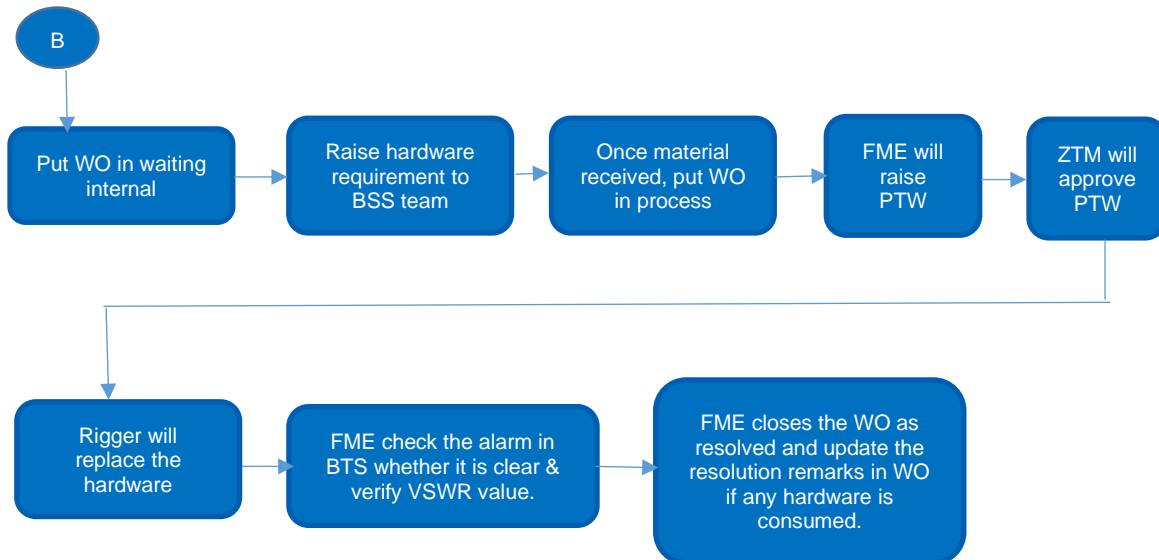 B
Put WO in waiting
internal
Raise hardware
requirement to
BSS team
Once material
received, put WO
in process
FME will
raise
PTW
ZTM will
approve
PTW
Rigger will
replace the
hardware
FME check the alarm in
BTS whether it is clear &
verify VSWR value.
FME closes the WO as
resolved and update the
resolution remarks in WO
if any hardware is
consumed.